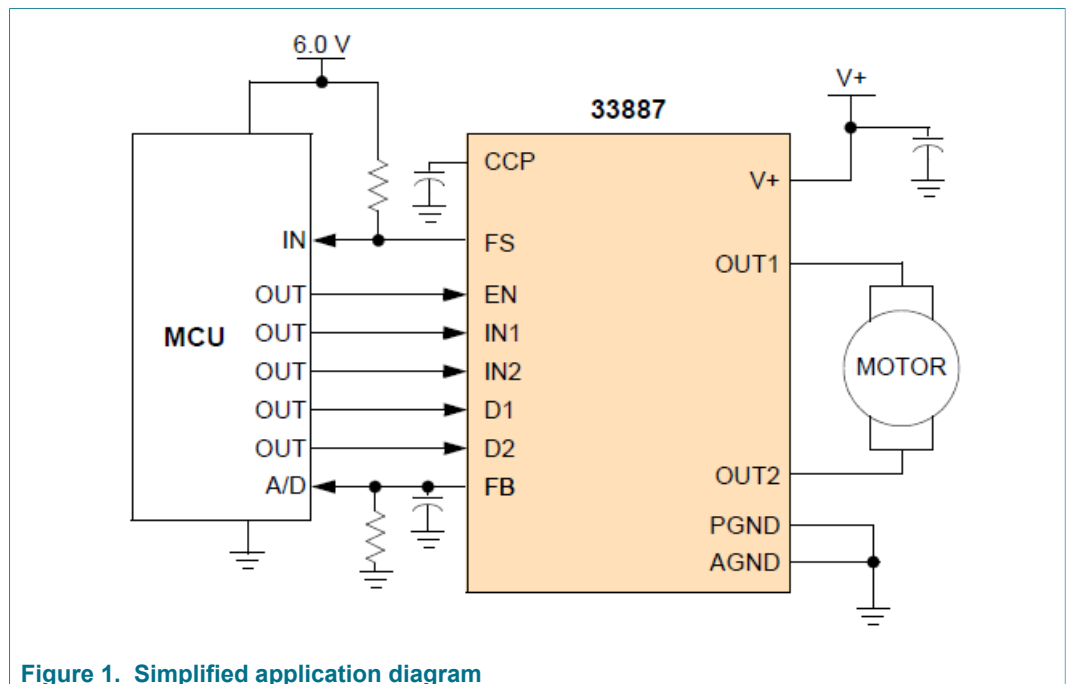 6.0 V
V+
33887
CCP
V+
IN
FS
OUT1
OUT
EN
MCU
OUT
IN1
OUT
IN2
MOTOR
OUT
D1
OUT
D2
A/D
FB
OUT2
PGND
AGND
Figure 1. Simplified application diagram